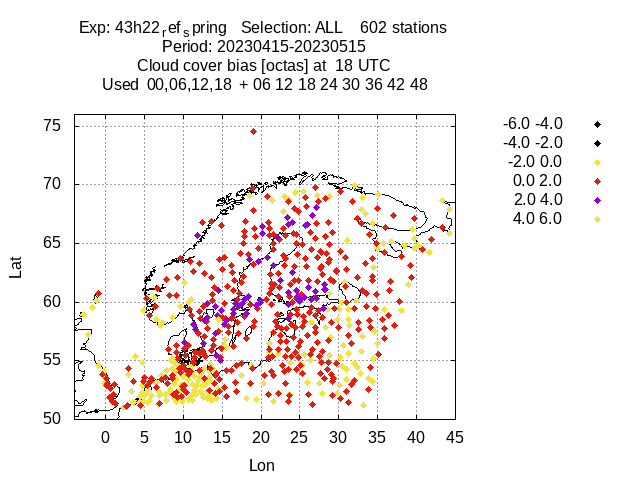 Exp: 43h22ref spring Selection: ALL 602 stations
Period: 20230415-20230515
Cloud cover bias [octas] at 18 UTC
Used 00,06,12,18 + 06 12 18 24 30 36 42 48
-6.0 -4.0
-4.0 -2.0
-2.0 0.0
0.0 2.0
2.0 4.0
4.0 6.0
75
70
65
60
55
50
Lat
0 5 10 15 20 25 30 35 40 45
Lon